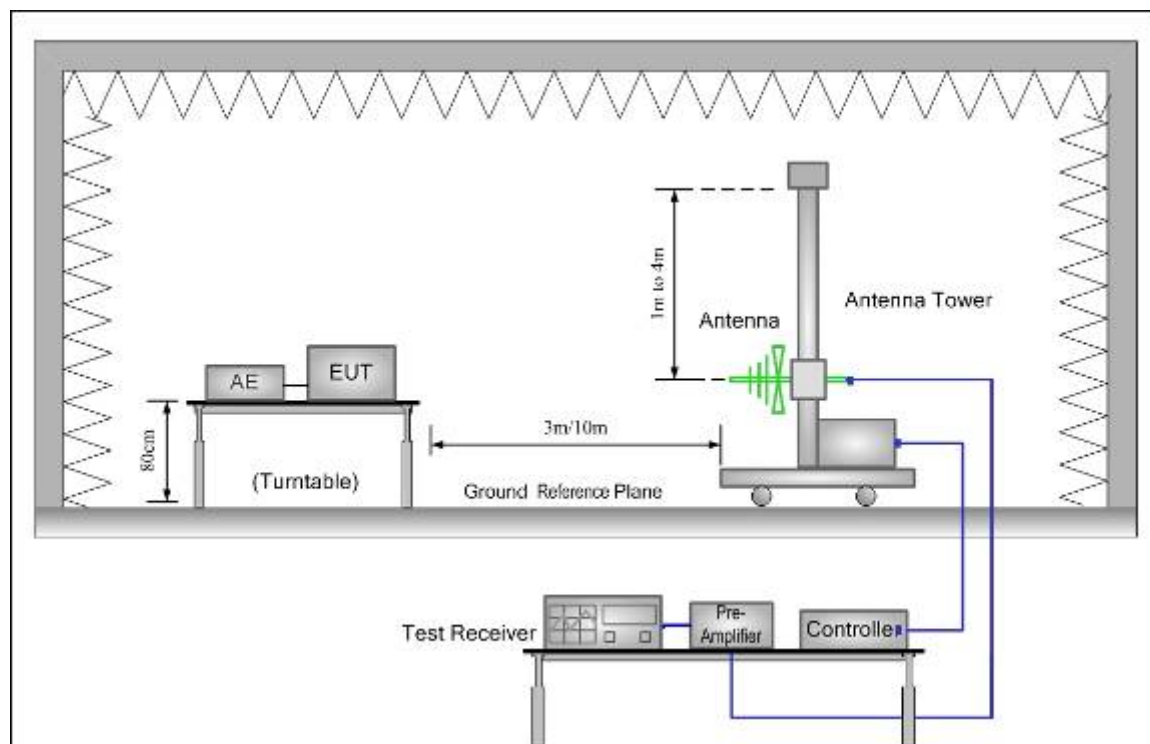 1m to 4m
Antenna Tower
Antenna
AE
EUT
80cm
3m/10m
(Turntable)
Ground Reference Plane
Test Receiver
Pre-
Amplifier
Controller